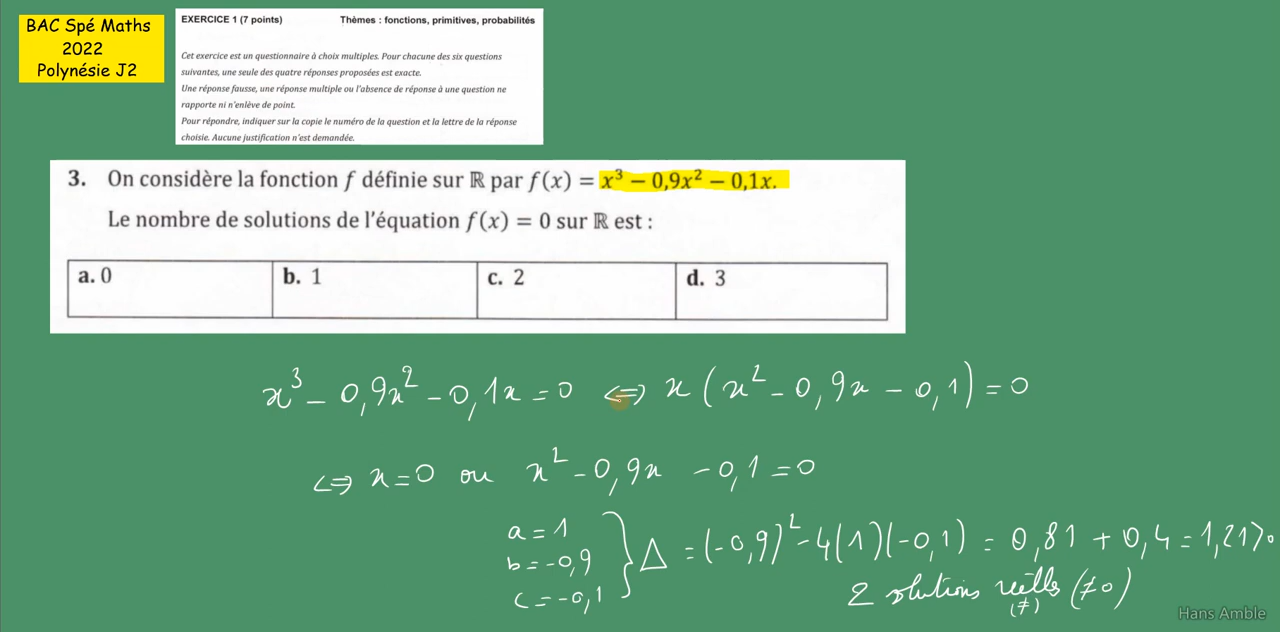 BAC Spé Maths
2022
Polynésie J2
EXERCICE 1 (7 points) Thèmes : fonctions, primitives, probabilités
Cet exercice est un questionnaire à choix multiples. Pour chacune des six questions
suivantes, une seule des quatre réponses proposées est exacte.
Une réponse fausse, une réponse multiple ou l'absence de réponse à une question ne
rapporte ni n'enlève de point.
Pour répondre, indiquer sur la copie le numéro de la question et la lettre de la réponse
choisie. Aucune justification n'est demandée.
3. On considère la fonction f définie sur ℝ par f(x) = x³ − 0,9x² − 0,1x.
Le nombre de solutions de l'équation f(x) = 0 sur ℝ est :
a. 0 b. 1 c. 2 d. 3
x³ − 0,9x² − 0,1x = 0 ⇔ x(x² − 0,9x − 0,1) = 0
⇔ x = 0 ou x² − 0,9x − 0,1 = 0
a = 1
b = −0,9
c = −0,1
} Δ = (−0,9)² − 4(1)(−0,1) = 0,81 + 0,4 = 1,21>0
2 solutions réelles (≠0)
(≠)
Hans Amble